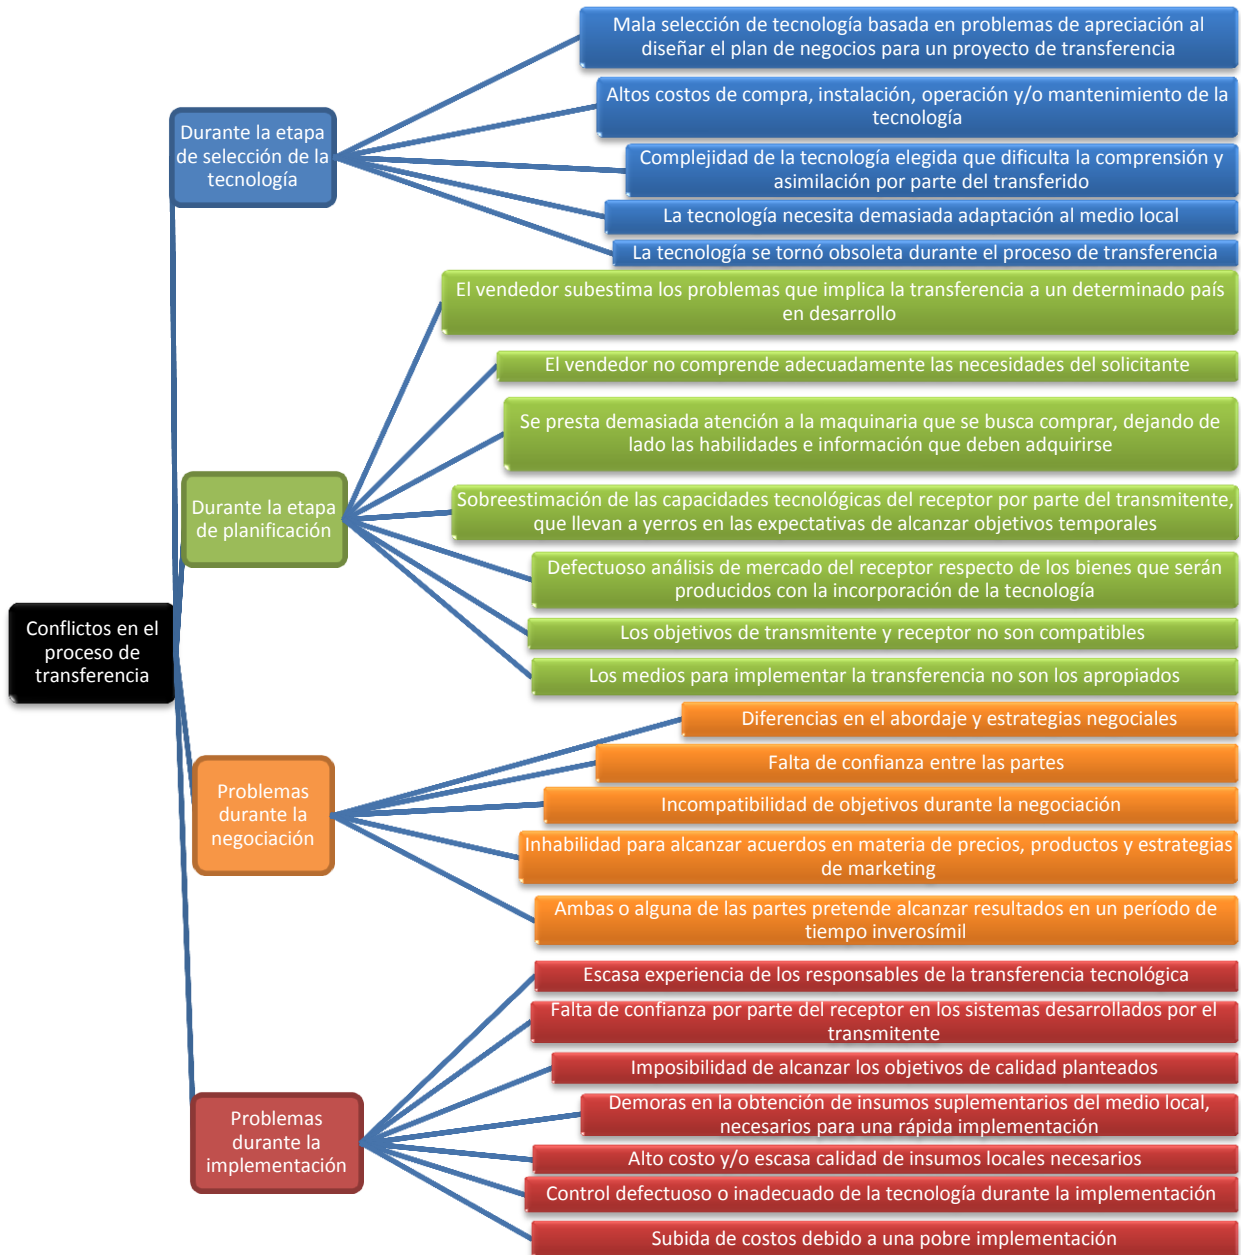 Conflictos en el
proceso de
transferencia
Durante la etapa
de selección de la
tecnología
Mala selección de tecnología basada en problemas de apreciación al
diseñar el plan de negocios para un proyecto de transferencia
Altos costos de compra, instalación, operación y/o mantenimiento de la
tecnología
Complejidad de la tecnología elegida que dificulta la comprensión y
asimilación por parte del transferido
La tecnología necesita demasiada adaptación al medio local
La tecnología se tornó obsoleta durante el proceso de transferencia
Durante la etapa
de planificación
El vendedor subestima los problemas que implica la transferencia a un determinado país
en desarrollo
El vendedor no comprende adecuadamente las necesidades del solicitante
Se presta demasiada atención a la maquinaria que se busca comprar, dejando de
lado las habilidades e información que deben adquirirse
Sobreestimación de las capacidades tecnológicas del receptor por parte del transmitente,
que llevan a yerros en las expectativas de alcanzar objetivos temporales
Defectuoso análisis de mercado del receptor respecto de los bienes que serán
producidos con la incorporación de la tecnología
Los objetivos de transmitente y receptor no son compatibles
Los medios para implementar la transferencia no son los apropiados
Problemas
durante la
negociación
Diferencias en el abordaje y estrategias negociales
Falta de confianza entre las partes
Incompatibilidad de objetivos durante la negociación
Inhabilidad para alcanzar acuerdos en materia de precios, productos y estrategias
de marketing
Ambas o alguna de las partes pretende alcanzar resultados en un período de
tiempo inverosímil
Problemas
durante la
implementación
Escasa experiencia de los responsables de la transferencia tecnológica
Falta de confianza por parte del receptor en los sistemas desarrollados por el
transmitente
Imposibilidad de alcanzar los objetivos de calidad planteados
Demoras en la obtención de insumos suplementarios del medio local,
necesarios para una rápida implementación
Alto costo y/o escasa calidad de insumos locales necesarios
Control defectuoso o inadecuado de la tecnología durante la implementación
Subida de costos debido a una pobre implementación